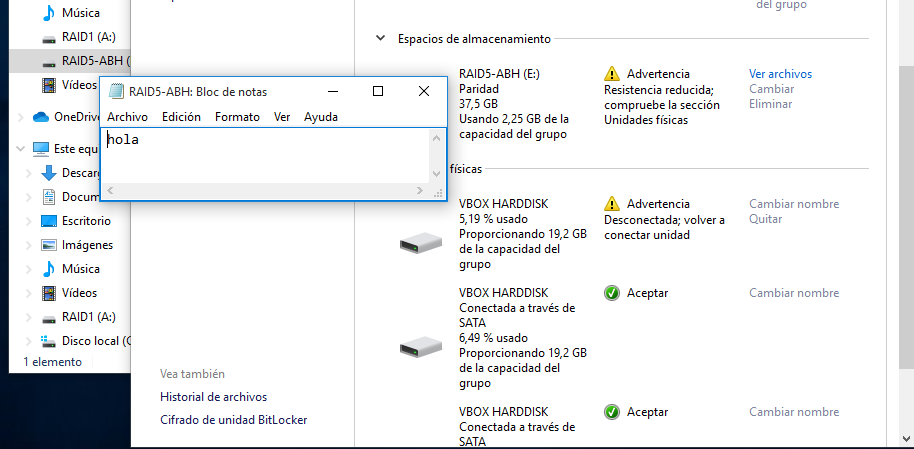 Música
RAID1 (A:)
RAID5-ABH (
Vídeos
OneDrive
Este equi
Descarg
Docum
Escritorio
Imágenes
Música
Vídeos
RAID1 (A:)
Disco local (C
1 elemento
RAID5-ABH: Bloc de notas
Archivo Edición Formato Ver Ayuda
hola
Vea también
Historial de archivos
Cifrado de unidad BitLocker
del grupo
Espacios de almacenamiento
RAID5-ABH (E:)
Paridad
37,5 GB
Usando 2,25 GB de la
capacidad del grupo
Advertencia
Resistencia reducida;
compruebe la sección
Unidades físicas
Ver archivos
Cambiar
Eliminar
físicas
VBOX HARDDISK
5,19 % usado
Proporcionando 19,2 GB
de la capacidad del
grupo
Advertencia
Desconectada; volver a
conectar unidad
Cambiar nombre
Quitar
VBOX HARDDISK
Conectada a través de
SATA
6,49 % usado
Proporcionando 19,2 GB
de la capacidad del
grupo
Aceptar
Cambiar nombre
VBOX HARDDISK
Conectada a través de
SATA
Aceptar
Cambiar nombre